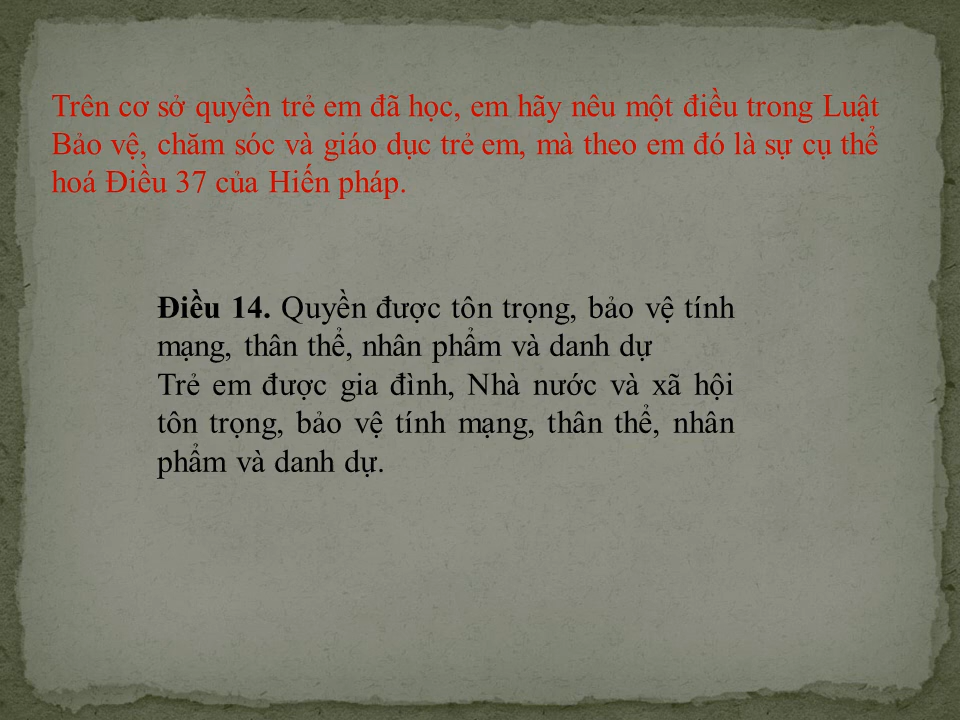 Trên cơ sở quyền trẻ em đã học, em hãy nêu một điều trong Luật
Bảo vệ, chăm sóc và giáo dục trẻ em, mà theo em đó là sự cụ thể
hoá Điều 37 của Hiến pháp.
Điều 14. Quyền được tôn trọng, bảo vệ tính
mạng, thân thể, nhân phẩm và danh dự
Trẻ em được gia đình, Nhà nước và xã hội
tôn trọng, bảo vệ tính mạng, thân thể, nhân
phẩm và danh dự.